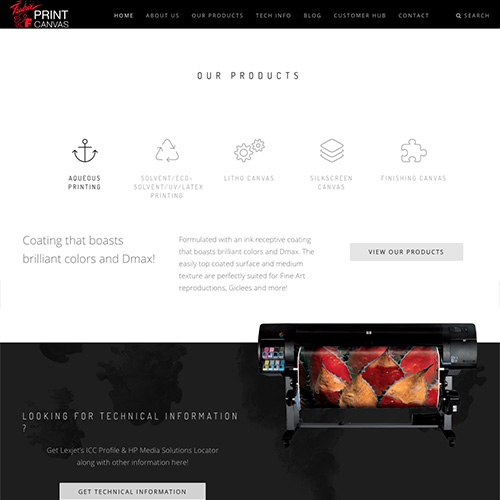 Fredrix
PRINT
CANVAS
HOME
ABOUT US
OUR PRODUCTS
TECH INFO
BLOG
CUSTOMER HUB
CONTACT
SEARCH
OUR PRODUCTS
AQUEOUS
PRINTING
SOLVENT/ECO-
SOLVENT/UV/LATEX
PRINTING
LITHO CANVAS
SILKSCREEN
CANVAS
FINISHING CANVAS
Coating that boasts
brilliant colors and Dmax!
Formulated with an ink receptive coating
that boasts brilliant colors and Dmax. The
easily top coated surface and medium
texture are perfectly suited for Fine Art
reproductions, Giclees and more!
VIEW OUR PRODUCTS
LOOKING FOR TECHNICAL INFORMATION
?
Get Lexjet's ICC Profile & HP Media Solutions Locator
along with other information here!
GET TECHNICAL INFORMATION